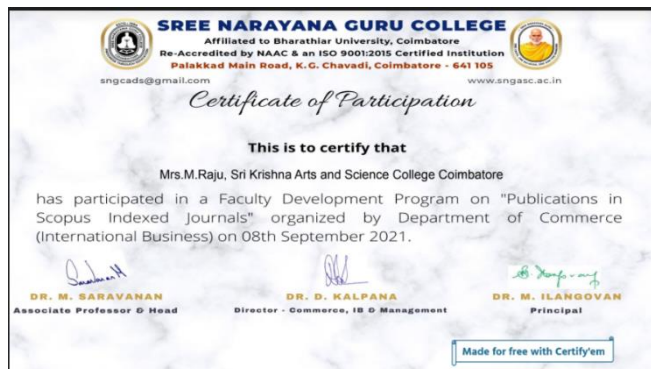 SREE NARAYANA GURU COLLEGE
Affiliated to Bharathiar University, Coimbatore
Re-Accredited by NAAC & an ISO 9001:2015 Certified Institution
Palakkad Main Road, K.G. Chavadi, Coimbatore - 641 105
sngcads@gmail.com www.sngasc.ac.in
Certificate of Participation
This is to certify that
Mrs.M.Raju, Sri Krishna Arts and Science College Coimbatore
has participated in a Faculty Development Program on "Publications in
Scopus Indexed Journals" organized by Department of Commerce
(International Business) on 08th September 2021.
DR. M. SARAVANAN DR. D. KALPANA DR. M. ILANGOVAN
Associate Professor & Head Director - Commerce, IB & Management Principal
Made for free with Certify'em